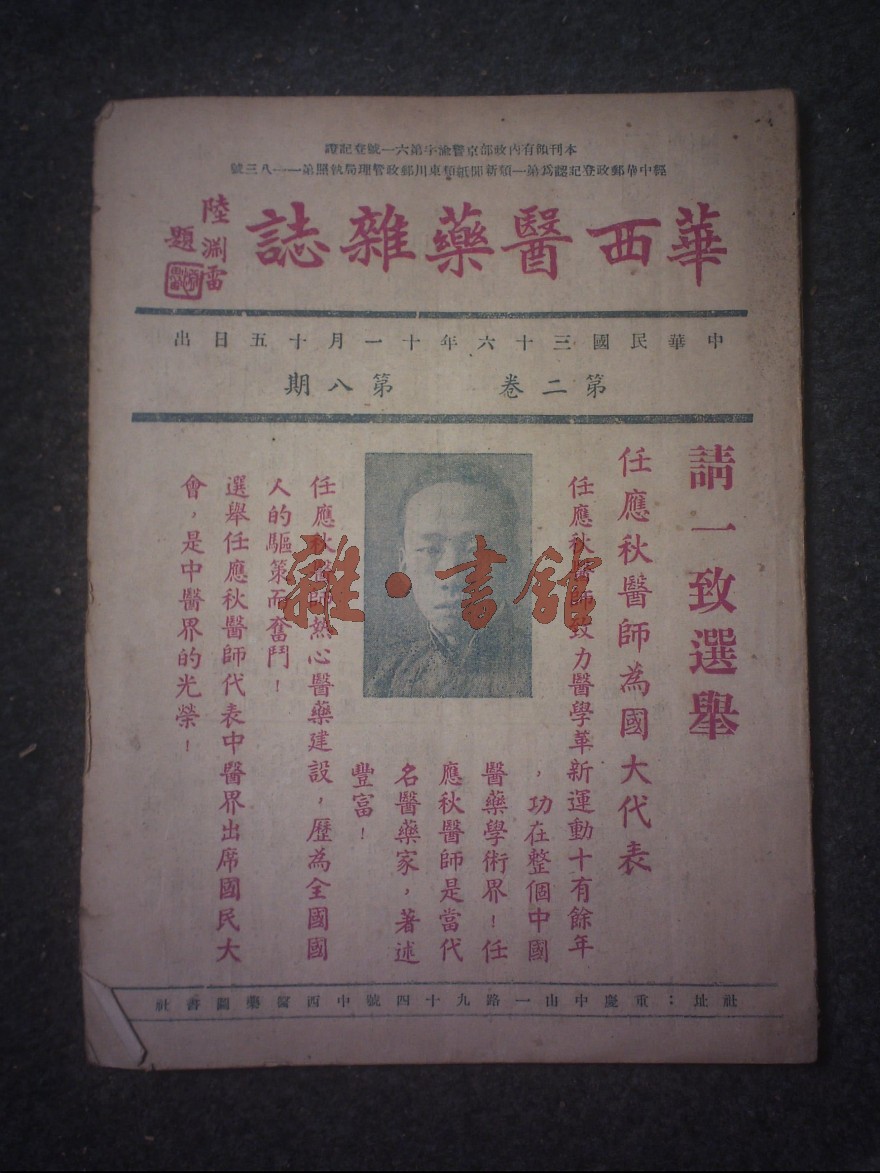 本刊領有內政部京警渝字第六一號登記證
經中華郵政登記認爲第一類新聞紙類東川郵政管理局執照第一一八三號
華西醫藥雜誌
陸淵雷
題
中華民國三十六年十一月十五日出
第二卷 第八期
請一致選舉
任應秋醫師為國大代表
任應秋醫師致力醫學革新運動十有餘年
，功在整個中國
醫藥學術界！任
應秋醫師是當代
名醫藥家，著述
豐富！
任應秋醫師熱心醫藥建設，歷為全國國
人的驅策而奮鬥！
選舉任應秋醫師代表中醫界出席國民大
會，是中醫界的光榮！
社址：重慶中山一路九十四號中西醫藥圖書社
雜·書館